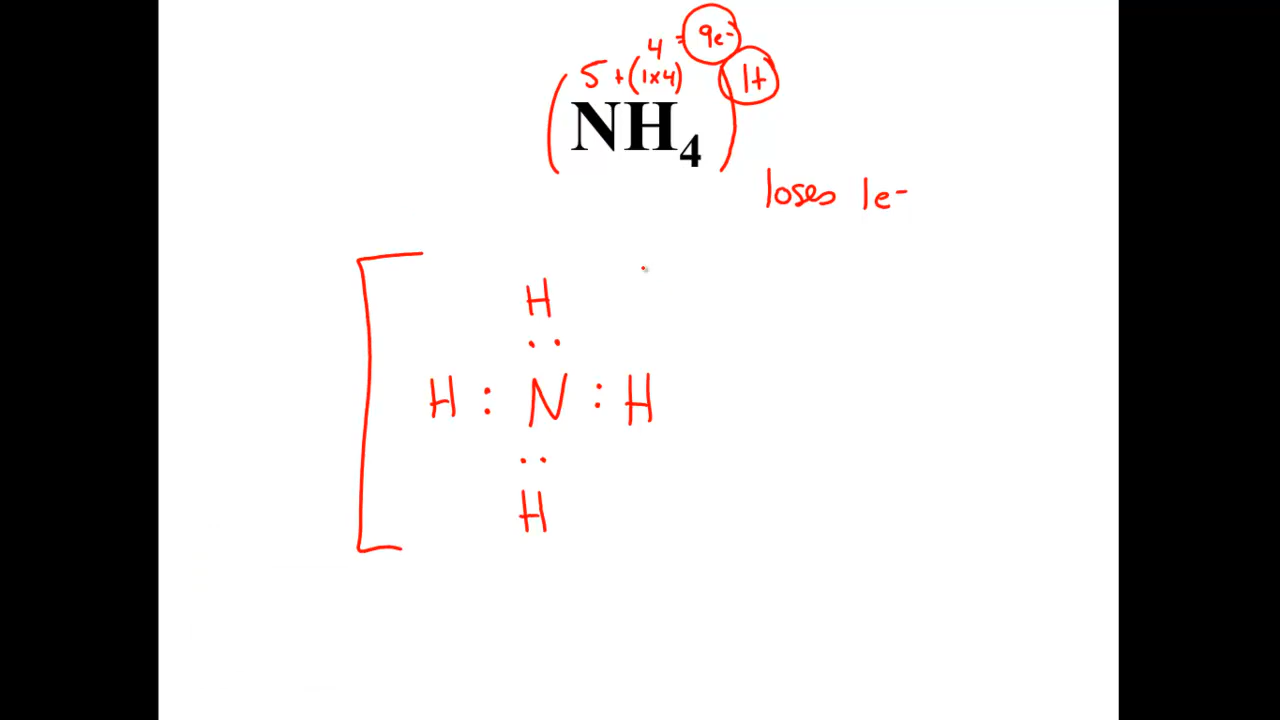 4 = 9e-
5 + (1x4) 1+
(NH4)
loses 1e-
[ H
..
H : N : H
..
H